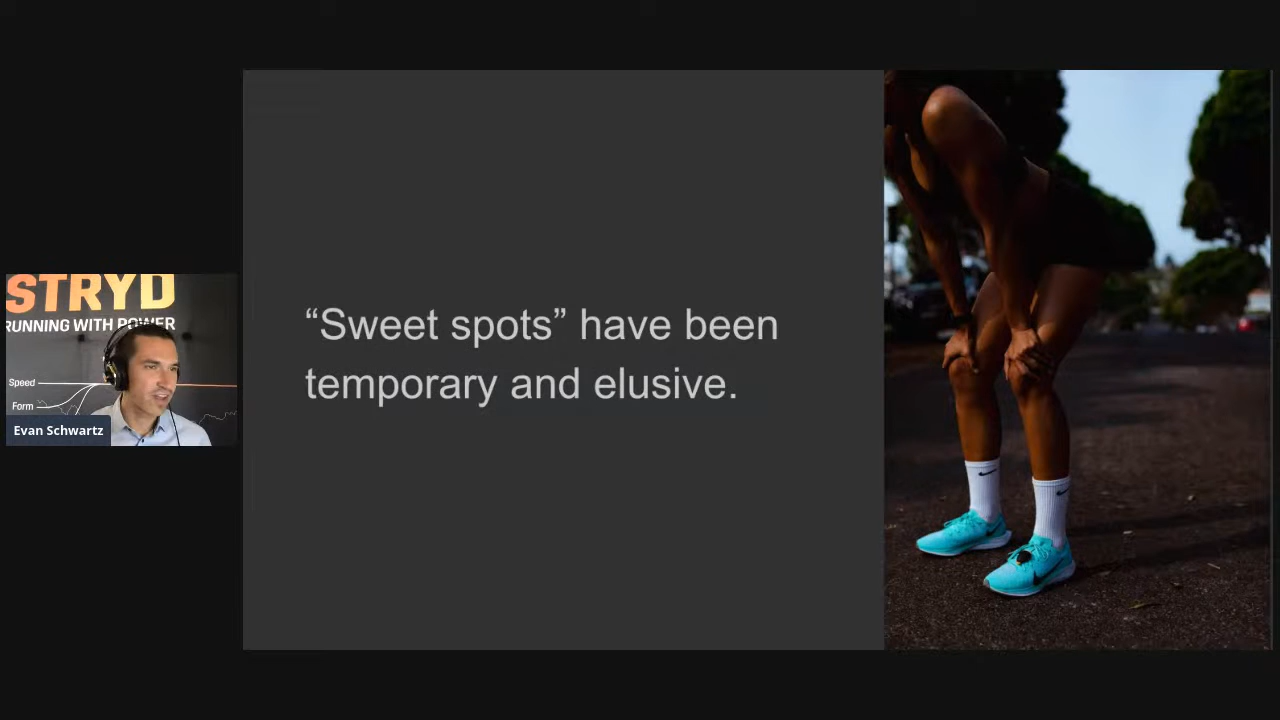 STRYD
RUNNING WITH POWER
Speed
Form
Evan Schwartz
“Sweet spots” have been
temporary and elusive.